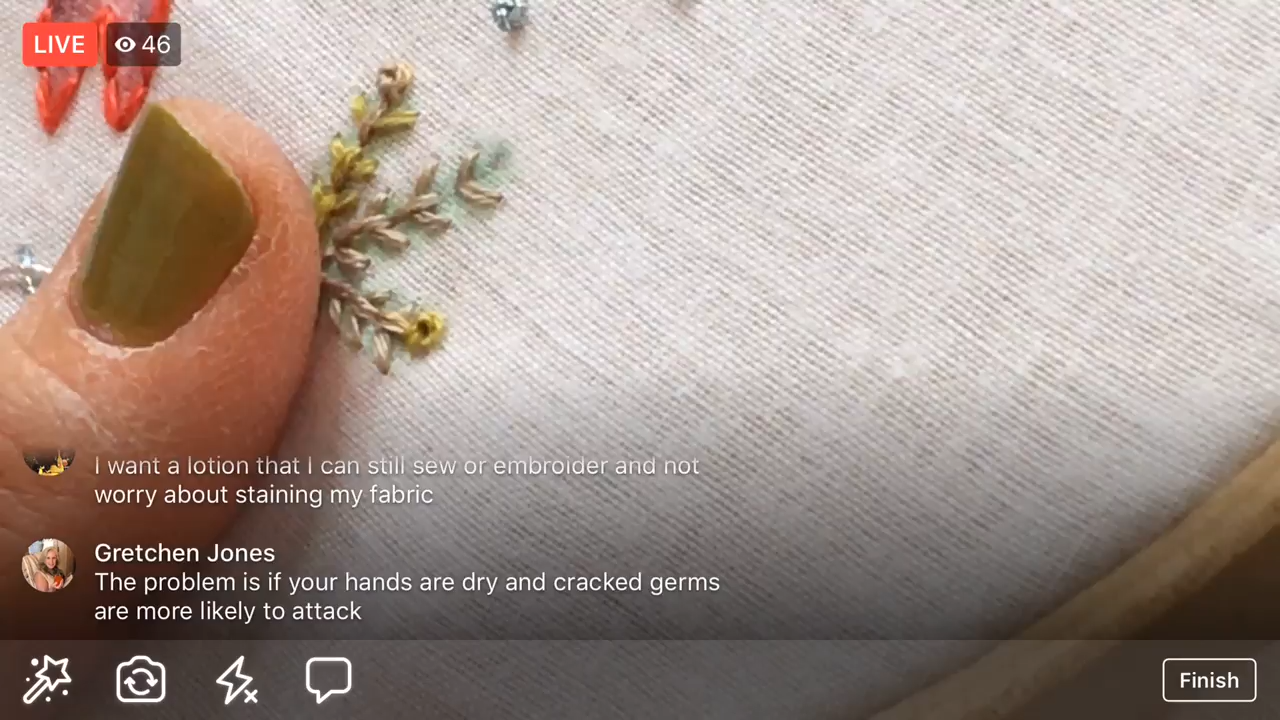 LIVE
46
I want a lotion that I can still sew or embroider and not
worry about staining my fabric
Gretchen Jones
The problem is if your hands are dry and cracked germs
are more likely to attack
Finish